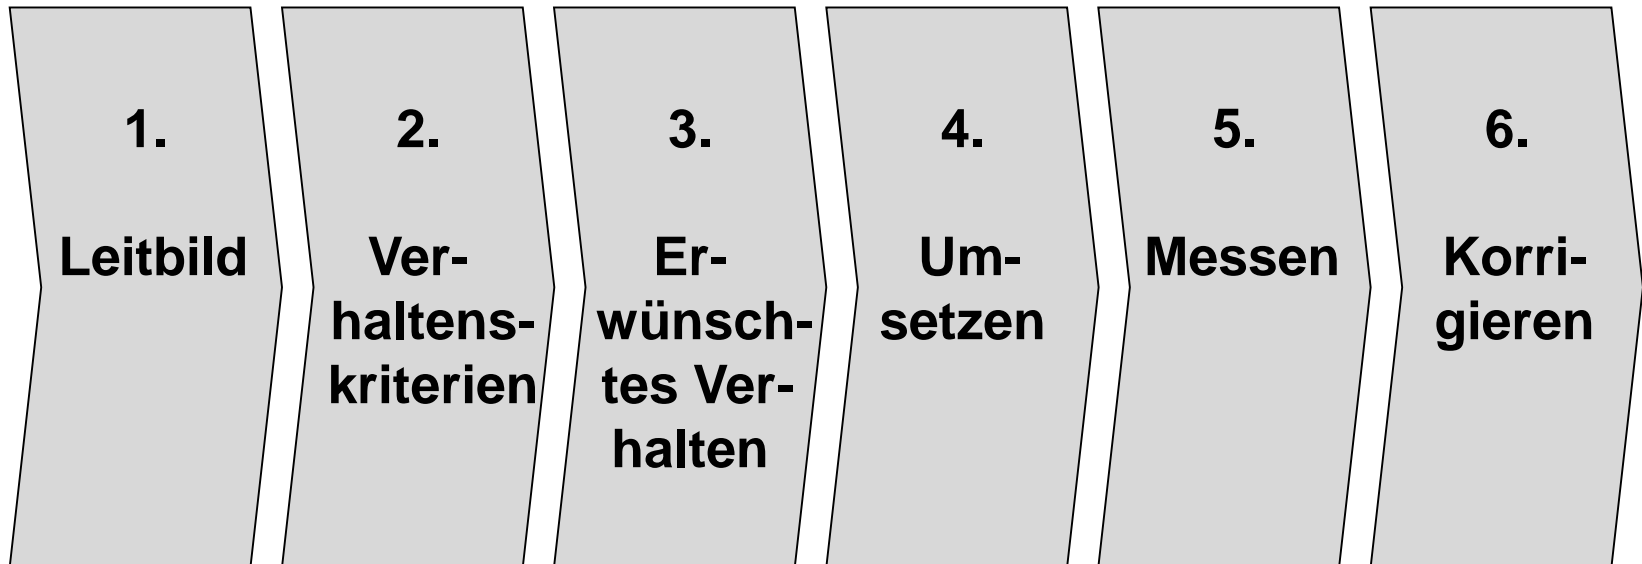 1.
Leitbild
2.
Ver-
haltens-
kriterien
3.
Er-
wünsch-
tes Ver-
halten
4.
Um-
setzen
5.
Messen
6.
Korri-
gieren